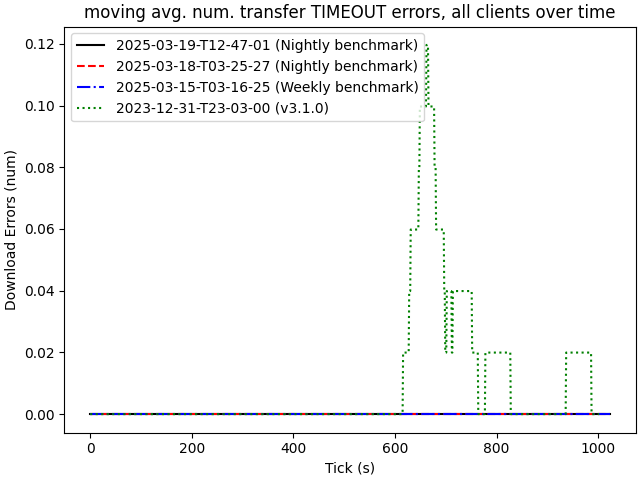 moving avg. num. transfer TIMEOUT errors, all clients over time
2025-03-19-T12-47-01 (Nightly benchmark)
2025-03-18-T03-25-27 (Nightly benchmark)
2025-03-15-T03-16-25 (Weekly benchmark)
2023-12-31-T23-03-00 (v3.1.0)
Download Errors (num)
0.12
0.10
0.08
0.06
0.04
0.02
0.00
0 200 400 600 800 1000
Tick (s)